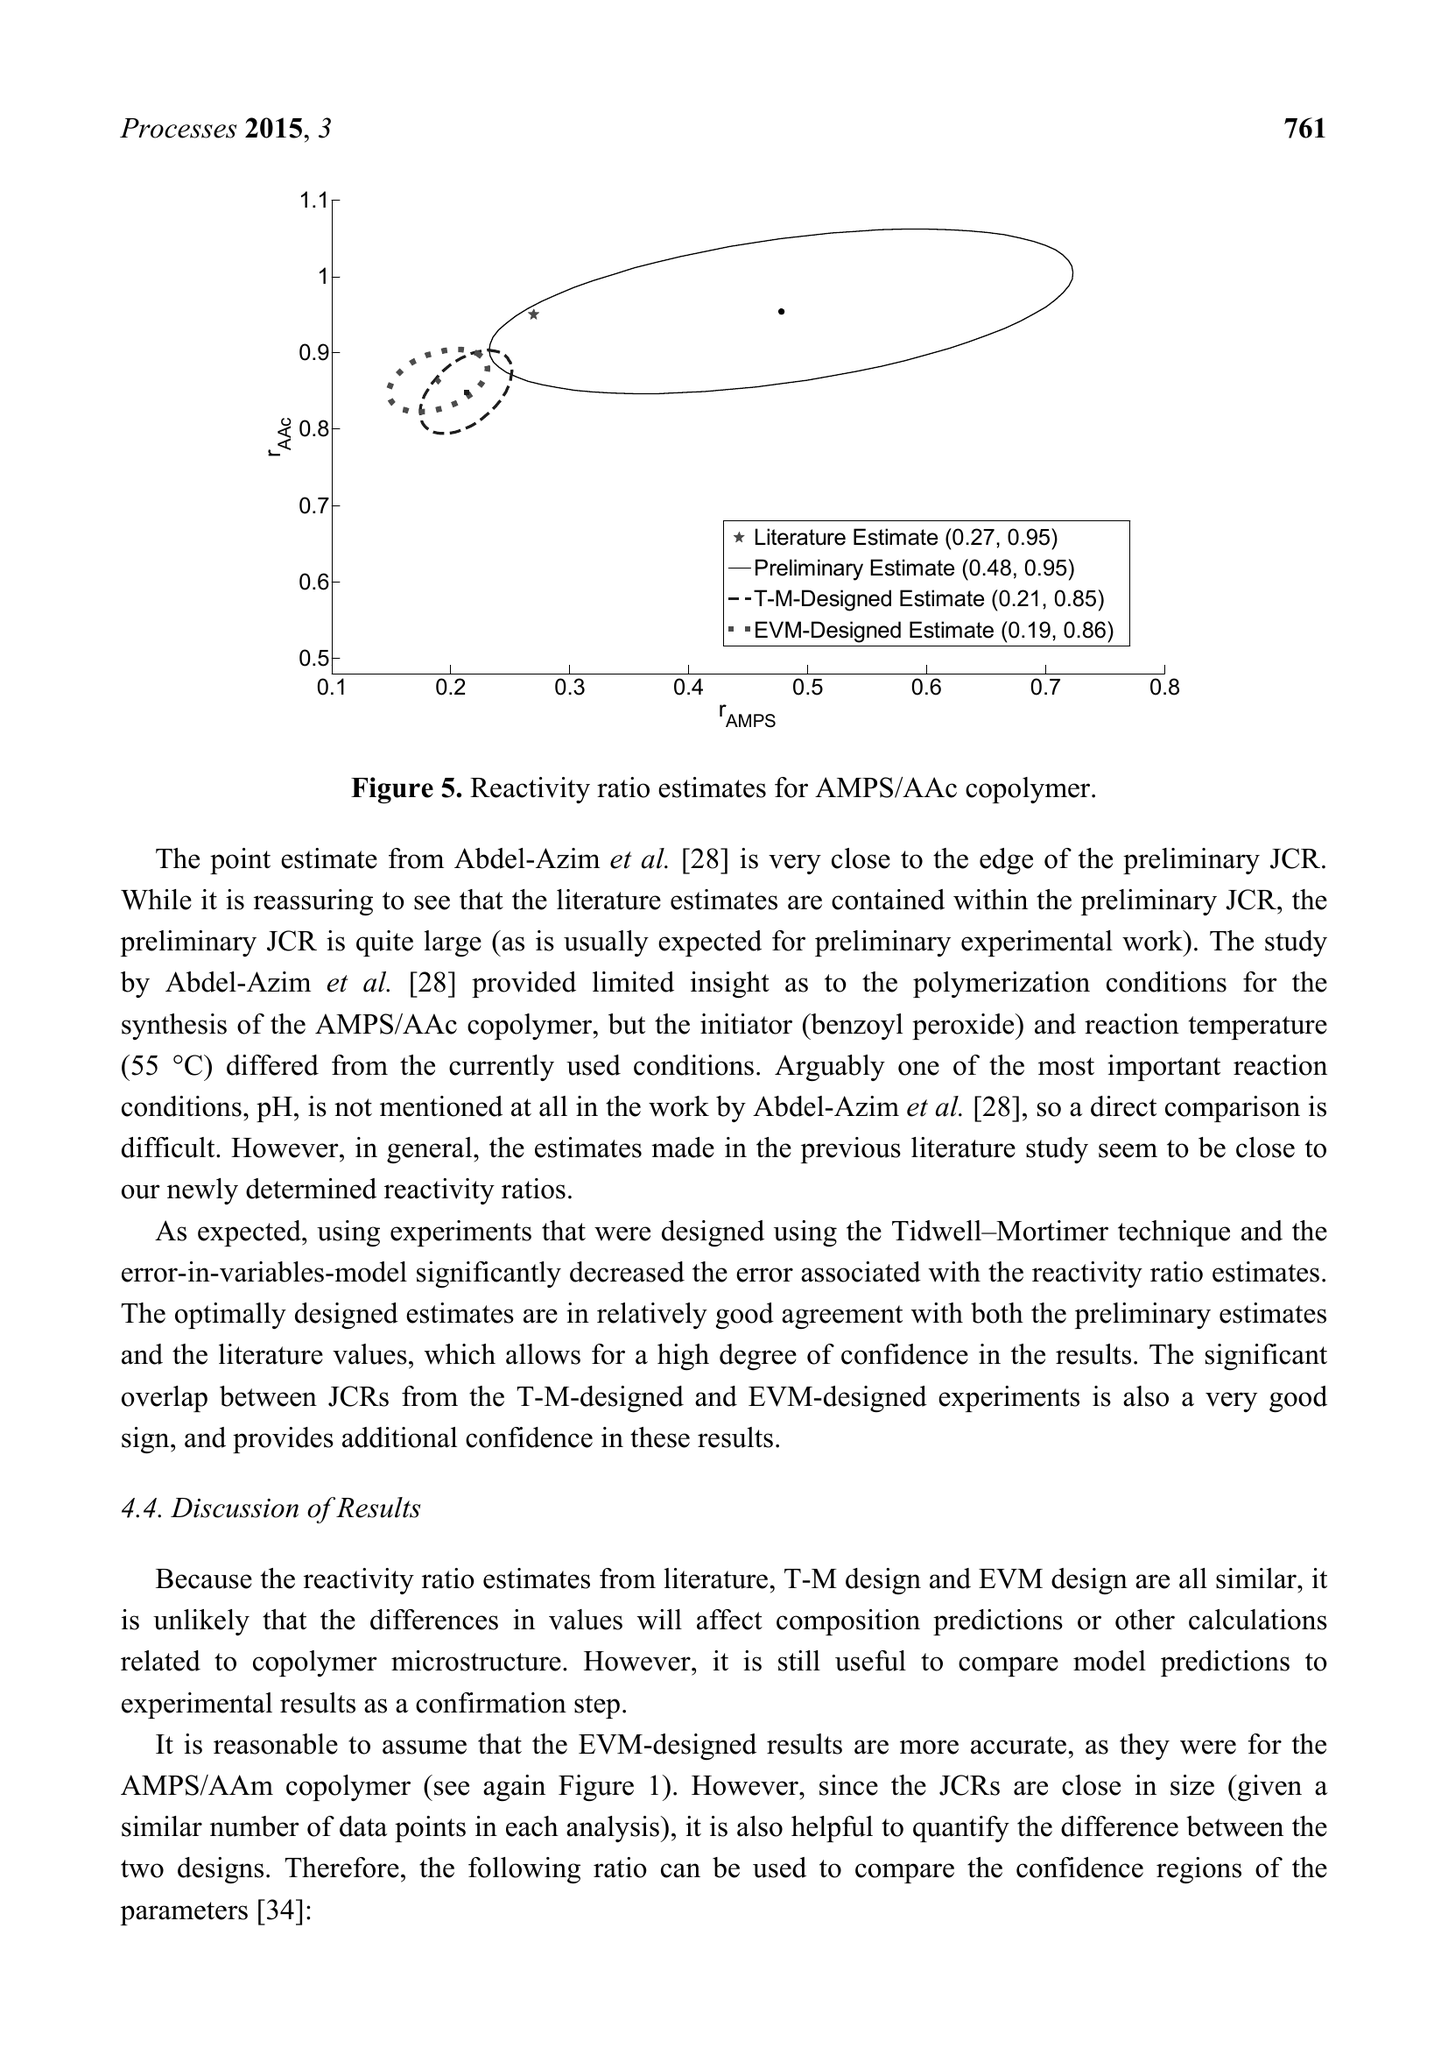 Processes 2015, 3 761
1.1
1
0.9
0.8
0.7
0.6
0.5
rAAc
0.1 0.2 0.3 0.4 0.5 0.6 0.7 0.8
rAMPS
Literature Estimate (0.27, 0.95)
Preliminary Estimate (0.48, 0.95)
T-M-Designed Estimate (0.21, 0.85)
EVM-Designed Estimate (0.19, 0.86)
Figure 5. Reactivity ratio estimates for AMPS/AAc copolymer.
The point estimate from Abdel-Azim et al. [28] is very close to the edge of the preliminary JCR.
While it is reassuring to see that the literature estimates are contained within the preliminary JCR, the
preliminary JCR is quite large (as is usually expected for preliminary experimental work). The study
by Abdel-Azim et al. [28] provided limited insight as to the polymerization conditions for the
synthesis of the AMPS/AAc copolymer, but the initiator (benzoyl peroxide) and reaction temperature
(55 °C) differed from the currently used conditions. Arguably one of the most important reaction
conditions, pH, is not mentioned at all in the work by Abdel-Azim et al. [28], so a direct comparison is
difficult. However, in general, the estimates made in the previous literature study seem to be close to
our newly determined reactivity ratios.
As expected, using experiments that were designed using the Tidwell–Mortimer technique and the
error-in-variables-model significantly decreased the error associated with the reactivity ratio estimates.
The optimally designed estimates are in relatively good agreement with both the preliminary estimates
and the literature values, which allows for a high degree of confidence in the results. The significant
overlap between JCRs from the T-M-designed and EVM-designed experiments is also a very good
sign, and provides additional confidence in these results.
4.4. Discussion of Results
Because the reactivity ratio estimates from literature, T-M design and EVM design are all similar, it
is unlikely that the differences in values will affect composition predictions or other calculations
related to copolymer microstructure. However, it is still useful to compare model predictions to
experimental results as a confirmation step.
It is reasonable to assume that the EVM-designed results are more accurate, as they were for the
AMPS/AAm copolymer (see again Figure 1). However, since the JCRs are close in size (given a
similar number of data points in each analysis), it is also helpful to quantify the difference between the
two designs. Therefore, the following ratio can be used to compare the confidence regions of the
parameters [34]: